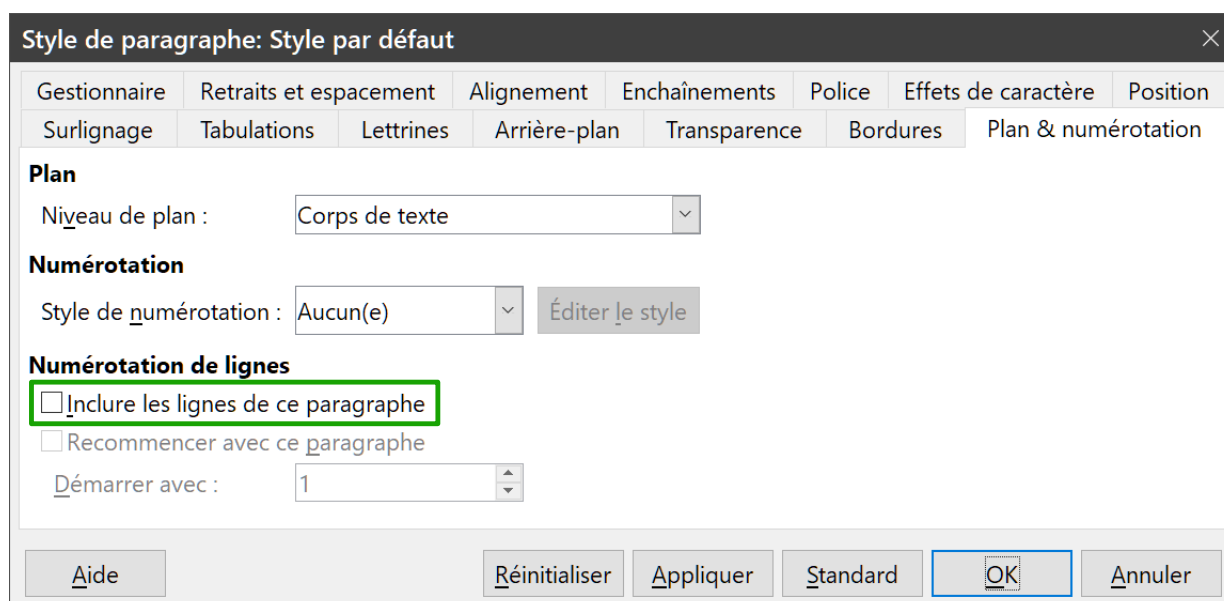 Style de paragraphe: Style par défaut
Gestionnaire Retraits et espacement Alignement Enchaînements Police Effets de caractère Position
Surlignage Tabulations Lettrines Arrière-plan Transparence Bordures Plan & numérotation
Plan
Niveau de plan : Corps de texte
Numérotation
Style de numérotation : Aucun(e) Éditer le style
Numérotation de lignes
Inclure les lignes de ce paragraphe
Recommencer avec ce paragraphe
Démarrer avec : 1
Aide Réinitialiser Appliquer Standard OK Annuler